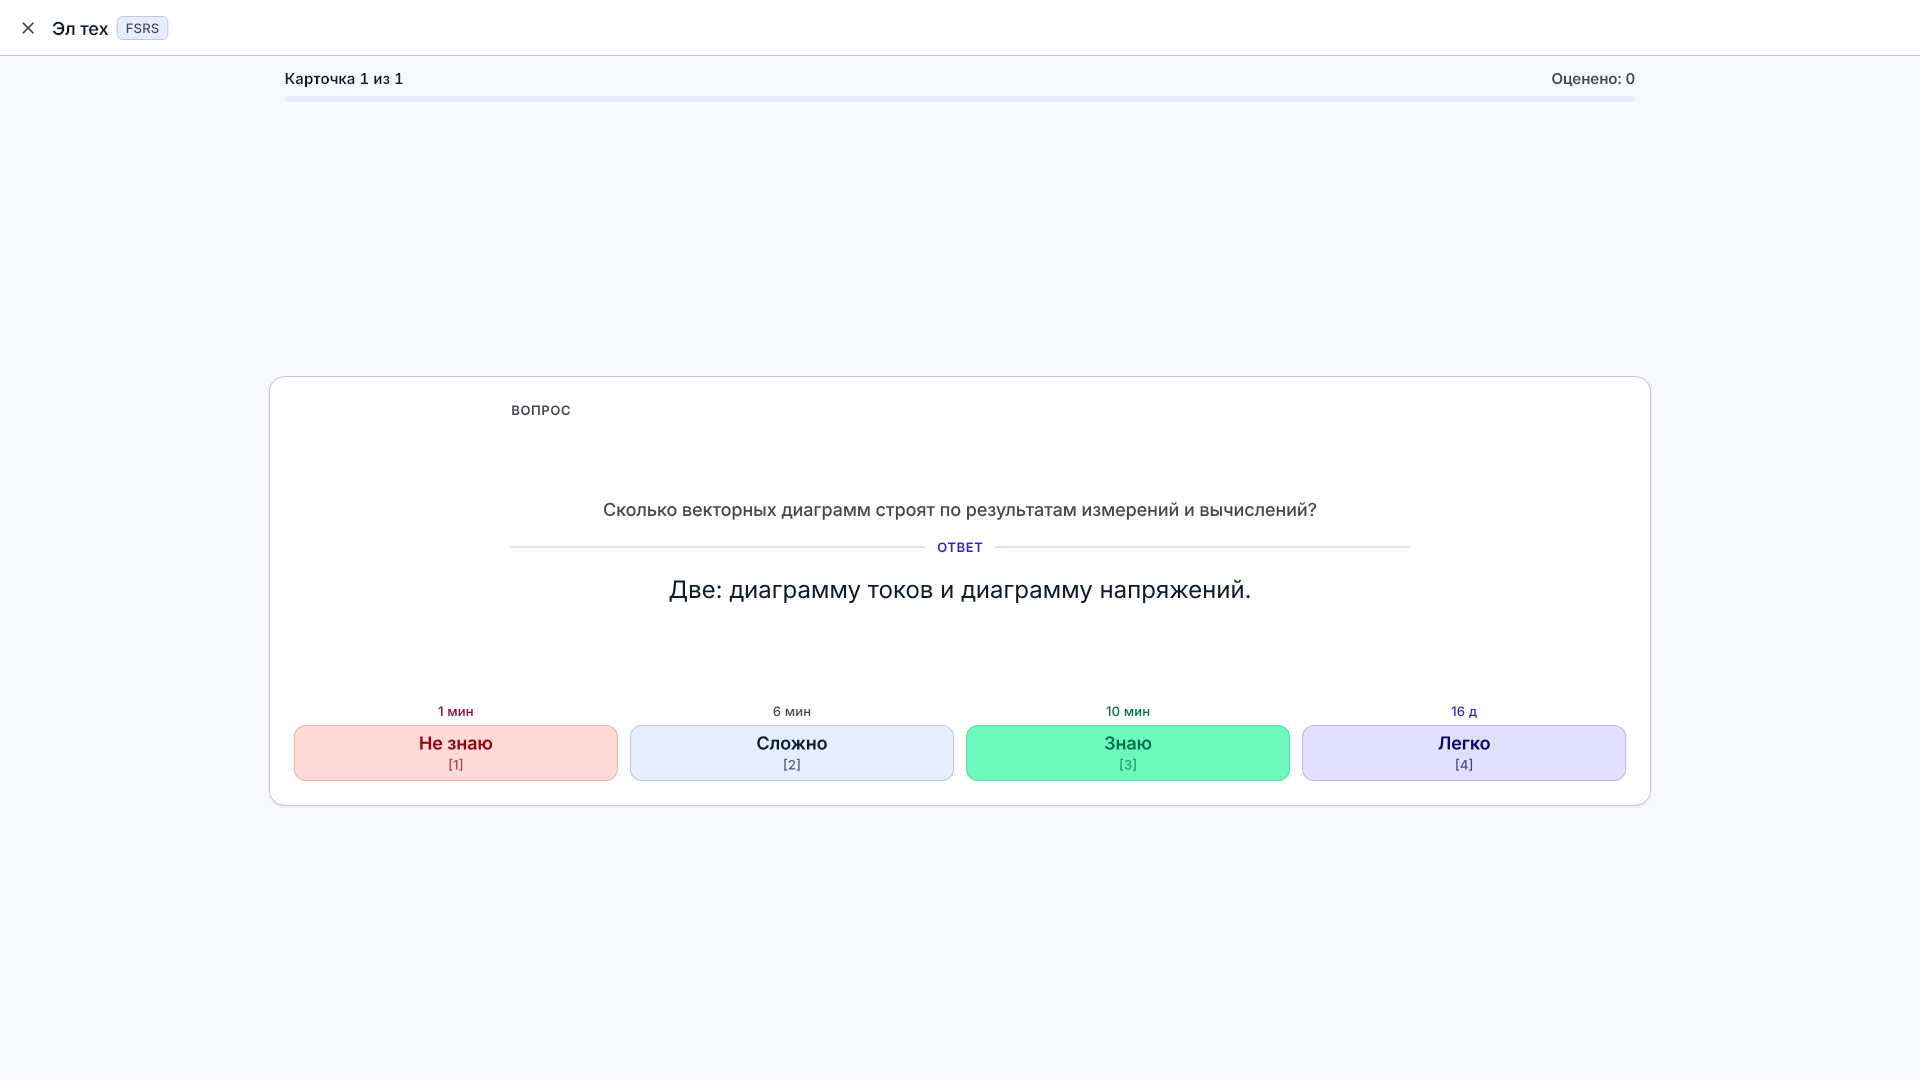 Эл тех FSRS
Карточка 1 из 1
Оценено: 0
ВОПРОС
Сколько векторных диаграмм строят по результатам измерений и вычислений?
ОТВЕТ
Две: диаграмму токов и диаграмму напряжений.
1 мин
Не знаю
[1]
6 мин
Сложно
[2]
10 мин
Знаю
[3]
16 д
Легко
[4]